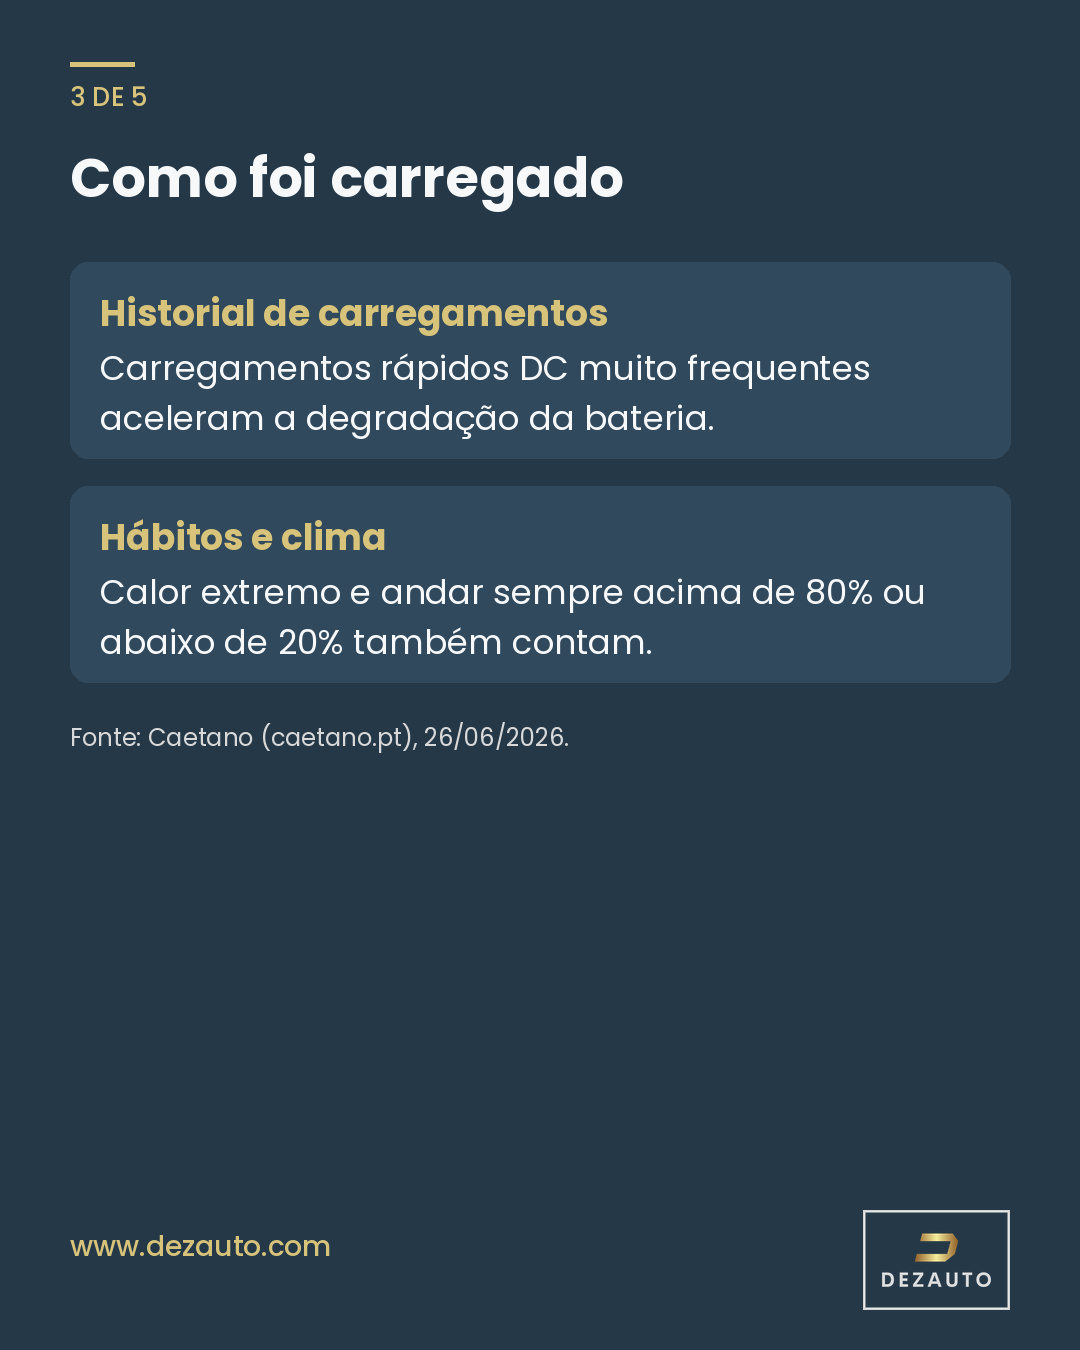 3 DE 5
Como foi carregado
Historial de carregamentos
Carregamentos rápidos DC muito frequentes
aceleram a degradação da bateria.
Hábitos e clima
Calor extremo e andar sempre acima de 80% ou
abaixo de 20% também contam.
Fonte: Caetano (caetano.pt), 26/06/2026.
www.dezauto.com
DEZAUTO